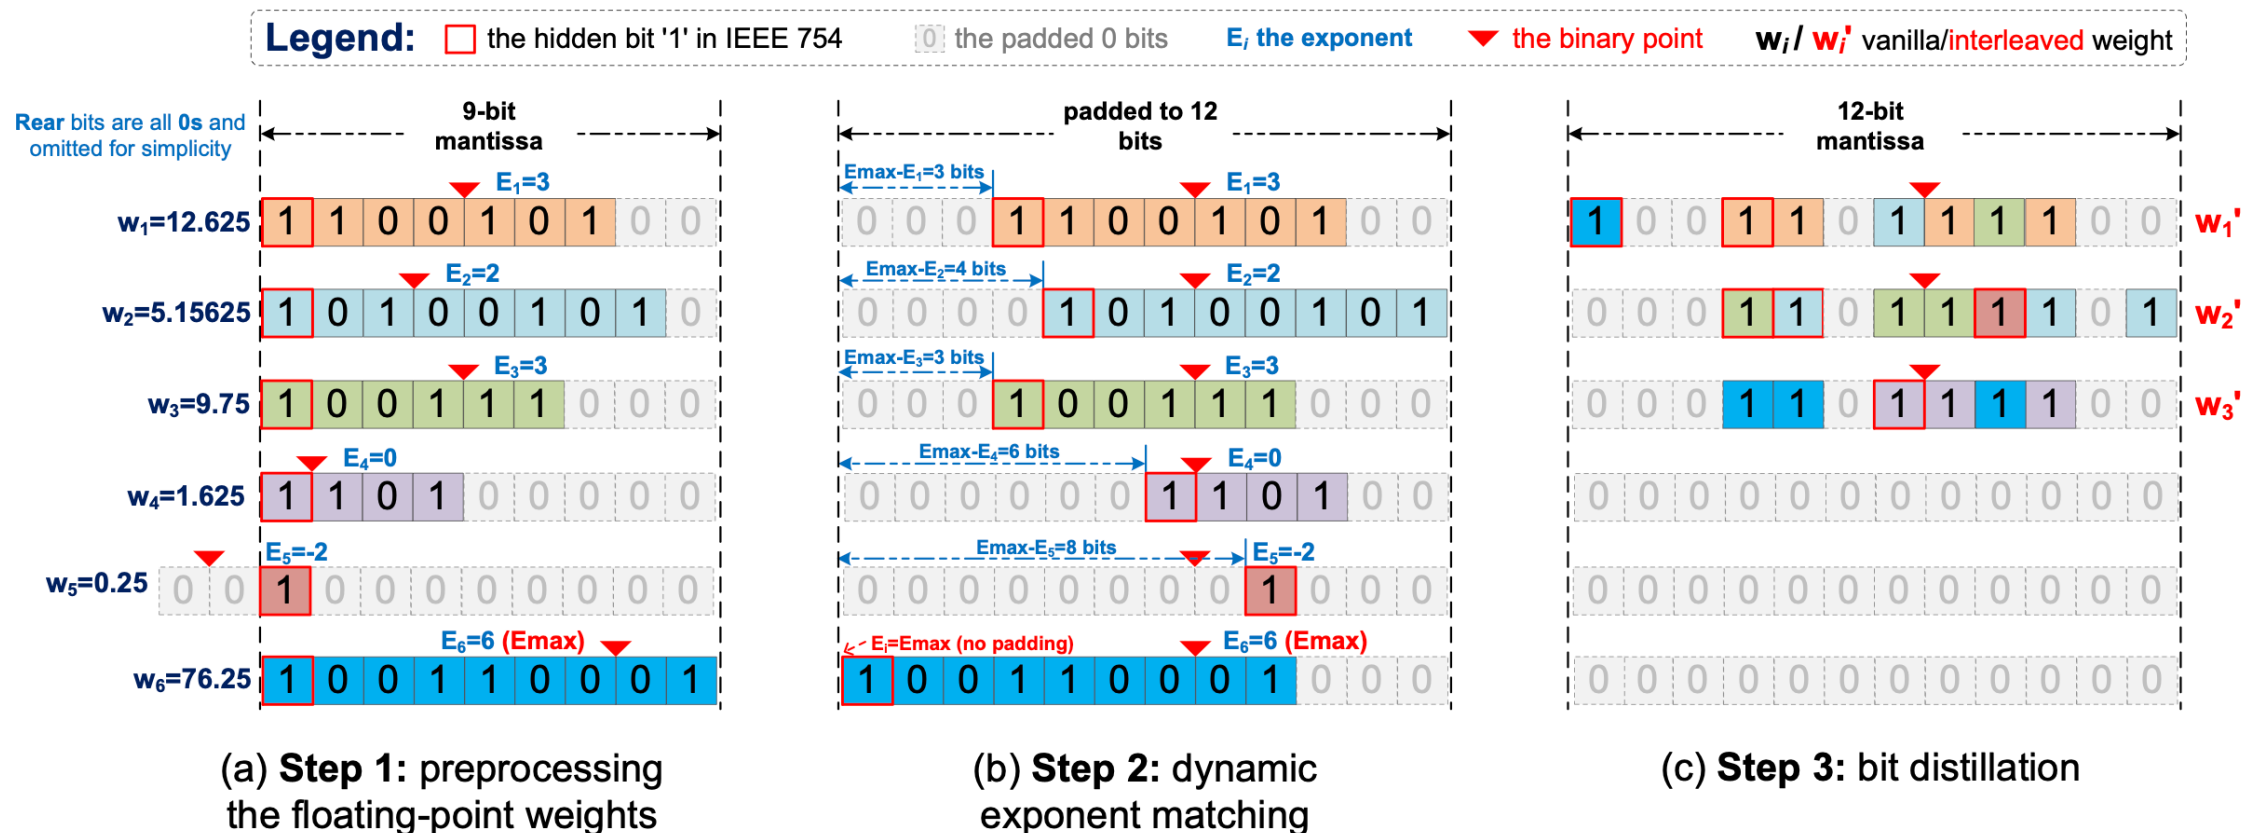 Legend: the hidden bit '1' in IEEE 754 0 the padded 0 bits Ei the exponent the binary point wi / wi' vanilla/interleaved weight
Rear bits are all 0s and
omitted for simplicity
9-bit
mantissa
E1=3
w1=12.625 1 1 0 0 1 0 1 0 0
E2=2
w2=5.15625 1 0 1 0 0 1 0 1 0
E3=3
w3=9.75 1 0 0 1 1 1 0 0 0
E4=0
w4=1.625 1 1 0 1 0 0 0 0 0
E5=-2
w5=0.25 0 0 1 0 0 0 0 0 0 0 0
E6=6 (Emax)
w6=76.25 1 0 0 1 1 0 0 0 1
(a) Step 1: preprocessing
the floating-point weights
padded to 12
bits
Emax-E1=3 bits E1=3
0 0 0 1 1 0 0 1 0 1 0 0
Emax-E2=4 bits E2=2
0 0 0 0 1 0 1 0 0 1 0 1
Emax-E3=3 bits E3=3
0 0 0 1 0 0 1 1 1 0 0 0
Emax-E4=6 bits E4=0
0 0 0 0 0 0 1 1 0 1 0 0
Emax-E5=8 bits E5=-2
0 0 0 0 0 0 0 0 1 0 0 0
Ei=Emax (no padding) E6=6 (Emax)
1 0 0 1 1 0 0 0 1 0 0 0
(b) Step 2: dynamic
exponent matching
12-bit
mantissa
1 0 0 1 1 0 1 1 1 1 0 0 w1'
0 0 0 1 1 0 1 1 1 1 0 1 w2'
0 0 0 1 1 0 1 1 1 1 0 0 w3'
0 0 0 0 0 0 0 0 0 0 0 0
0 0 0 0 0 0 0 0 0 0 0 0
0 0 0 0 0 0 0 0 0 0 0 0
(c) Step 3: bit distillation